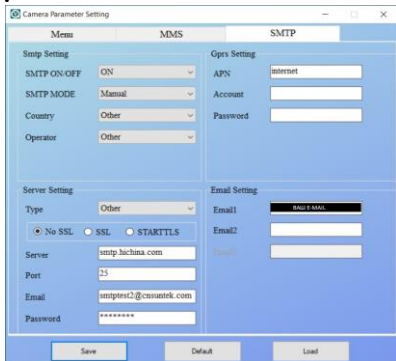 Camera Parameter Setting
Menu MMS SMTP
Smtp Setting
SMTP ON/OFF ON
SMTP MODE Manual
Country Other
Operator Other
Gprs Setting
APN internet
Account
Password
Server Setting
Type Other
No SSL SSL STARTTLS
Server smtp.hichina.com
Port 25
Email smtptest2@cnsuntek.com
Password ********
Email Setting
Email1 ВАШ E-MAIL
Email2
Save Default Load